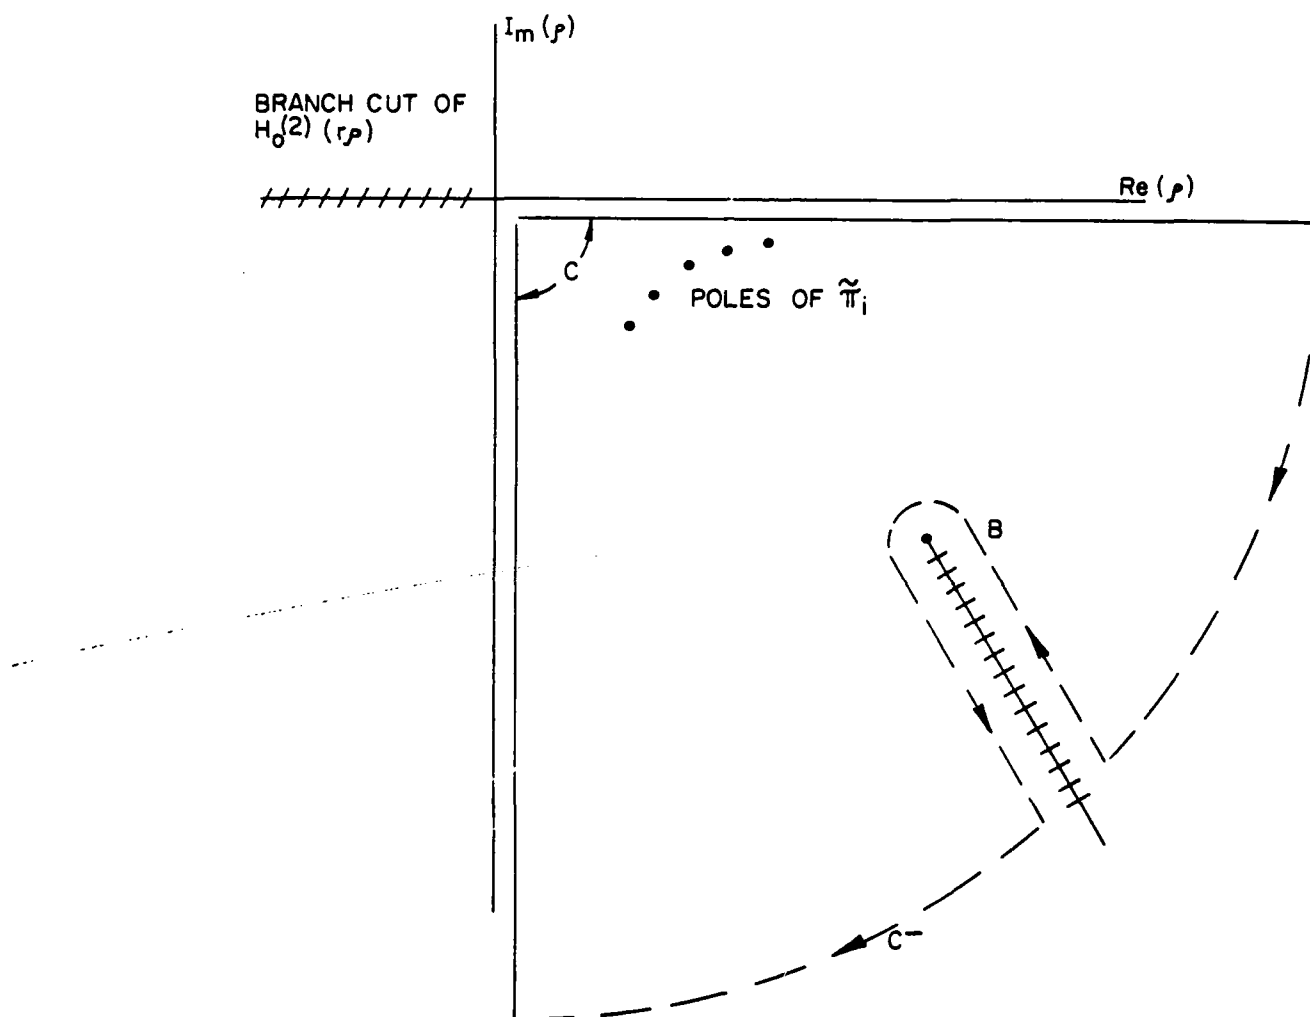 Im(ρ)
BRANCH CUT OF
H₀(2) (rρ)
Re(ρ)
C
POLES OF π̃ᵢ
B
C−